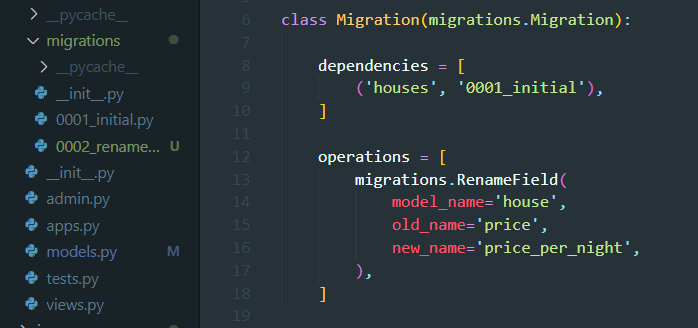 __pycache__
migrations
__pycache__
__init__.py
0001_initial.py
0002_rename... U
__init__.py
admin.py
apps.py
models.py M
tests.py
views.py
6 class Migration(migrations.Migration):
7
8 dependencies = [
9 ('houses', '0001_initial'),
10 ]
11
12 operations = [
13 migrations.RenameField(
14 model_name='house',
15 old_name='price',
16 new_name='price_per_night',
17 ),
18 ]
19